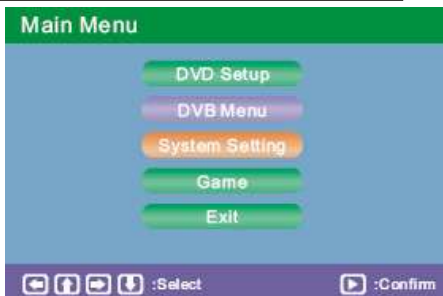 Main Menu
DVD Setup
DVB Menu
System Setting
Game
Exit
:Select :Confirm